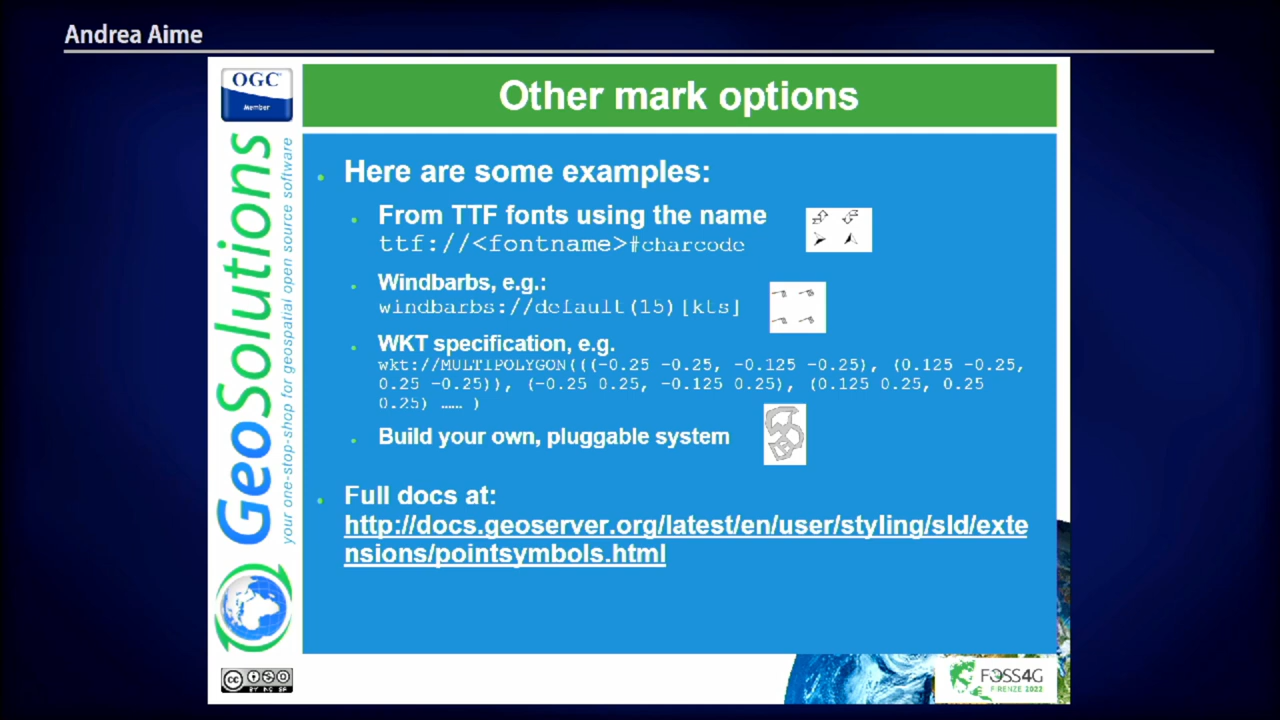 Andrea Aime
OGC
Member
GeoSolutions
your one-stop-shop for geospatial open source software
Other mark options
Here are some examples:
From TTF fonts using the name
ttf://<fontname>#charcode
Windbarbs, e.g.:
windbarbs://default(15)[kts]
WKT specification, e.g.
wkt://MULTIPOLYGON(((-0.25 -0.25, -0.125 -0.25), (0.125 -0.25,
0.25 -0.25)), (-0.25 0.25, -0.125 0.25), (0.125 0.25, 0.25
0.25) …… )
Build your own, pluggable system
Full docs at:
http://docs.geoserver.org/latest/en/user/styling/sld/exte
nsions/pointsymbols.html
cc
BY NC SA
FOSS4G
FIRENZE 2022